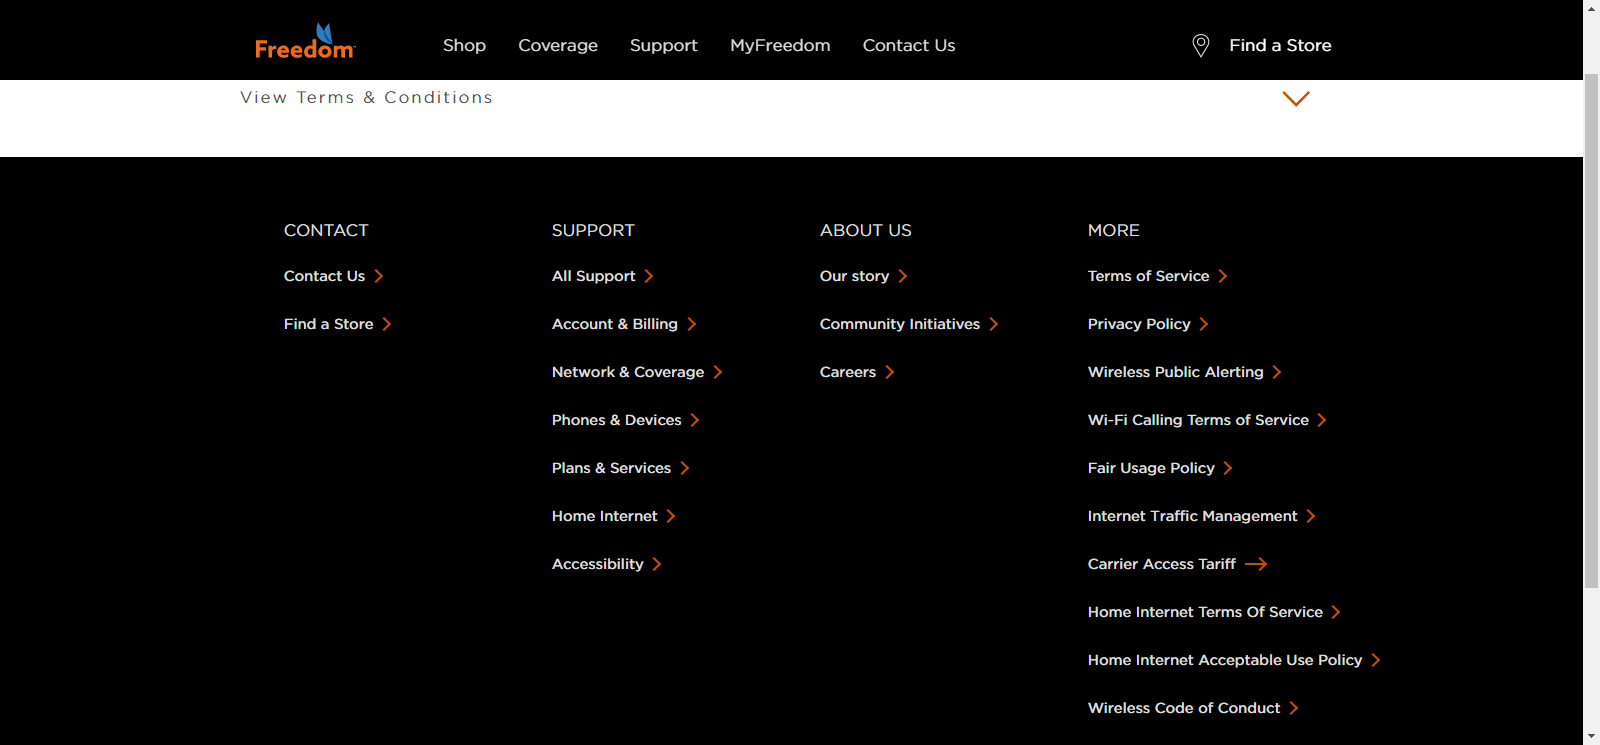 Freedom
Shop
Coverage
Support
MyFreedom
Contact Us
Find a Store
View Terms & Conditions
CONTACT
Contact Us
Find a Store
SUPPORT
All Support
Account & Billing
Network & Coverage
Phones & Devices
Plans & Services
Home Internet
Accessibility
ABOUT US
Our story
Community Initiatives
Careers
MORE
Terms of Service
Privacy Policy
Wireless Public Alerting
Wi-Fi Calling Terms of Service
Fair Usage Policy
Internet Traffic Management
Carrier Access Tariff
Home Internet Terms Of Service
Home Internet Acceptable Use Policy
Wireless Code of Conduct